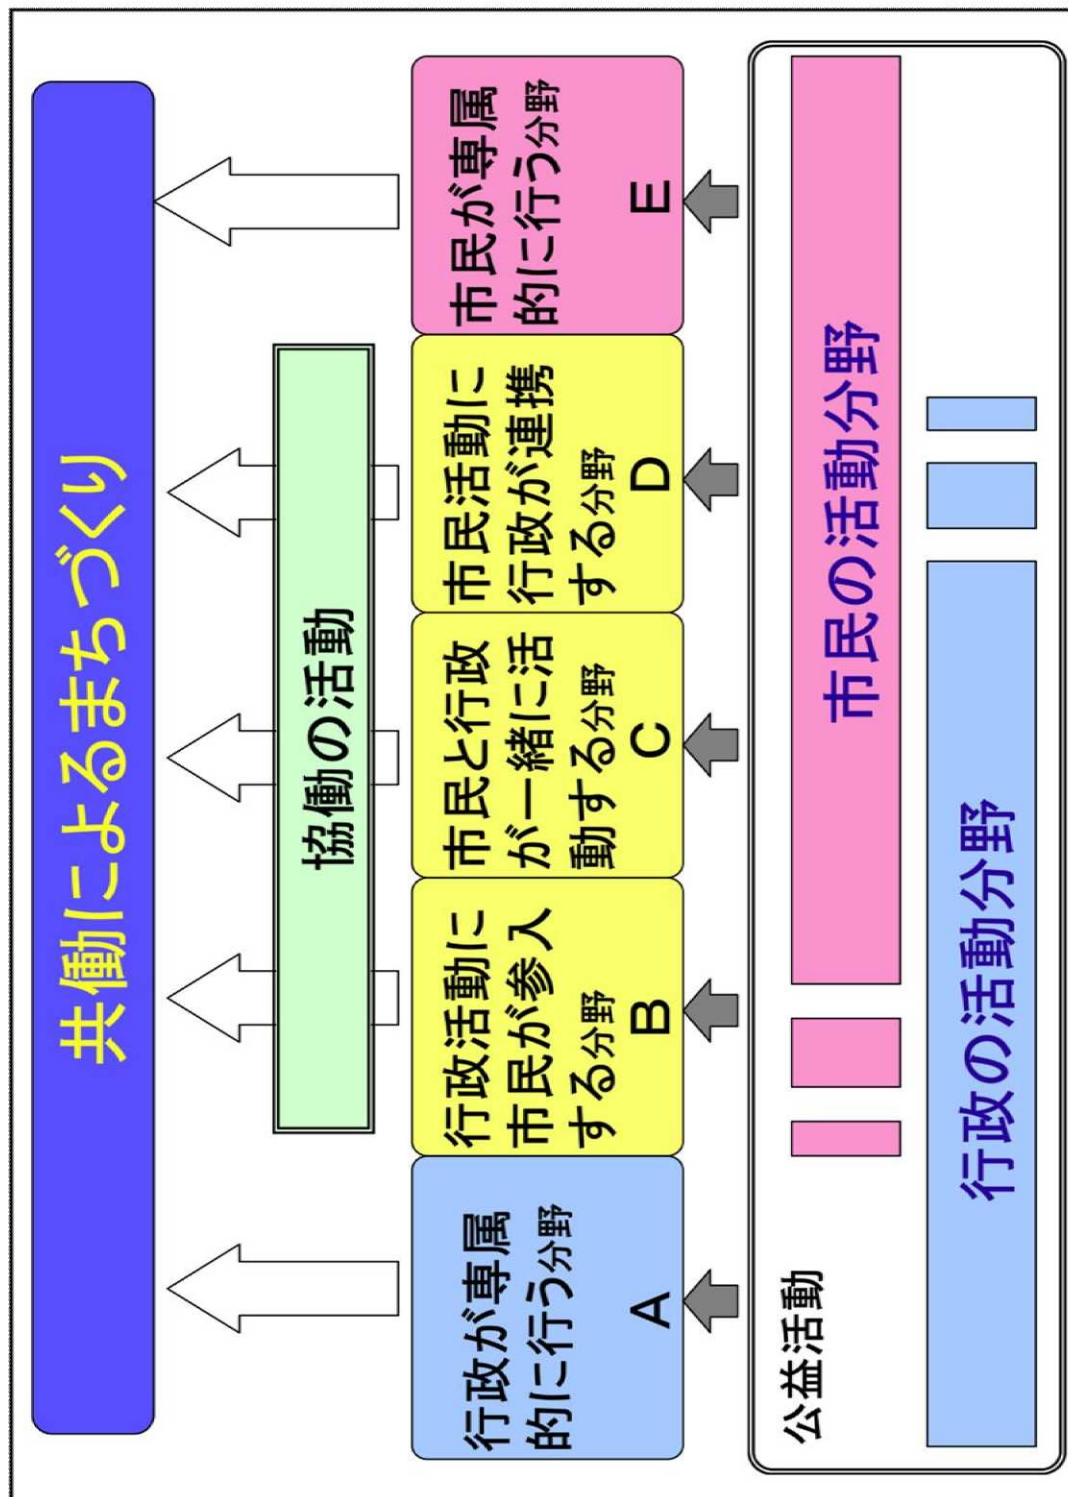 共働によるまちづくり
協働の活動
行政が専属
的に行う分野
A
行政活動に
市民が参入
する分野
B
市民と行政
が一緒に活
動する分野
C
市民活動に
行政が連携
する分野
D
市民が専属
的に行う分野
E
公益活動
市民の活動分野
行政の活動分野